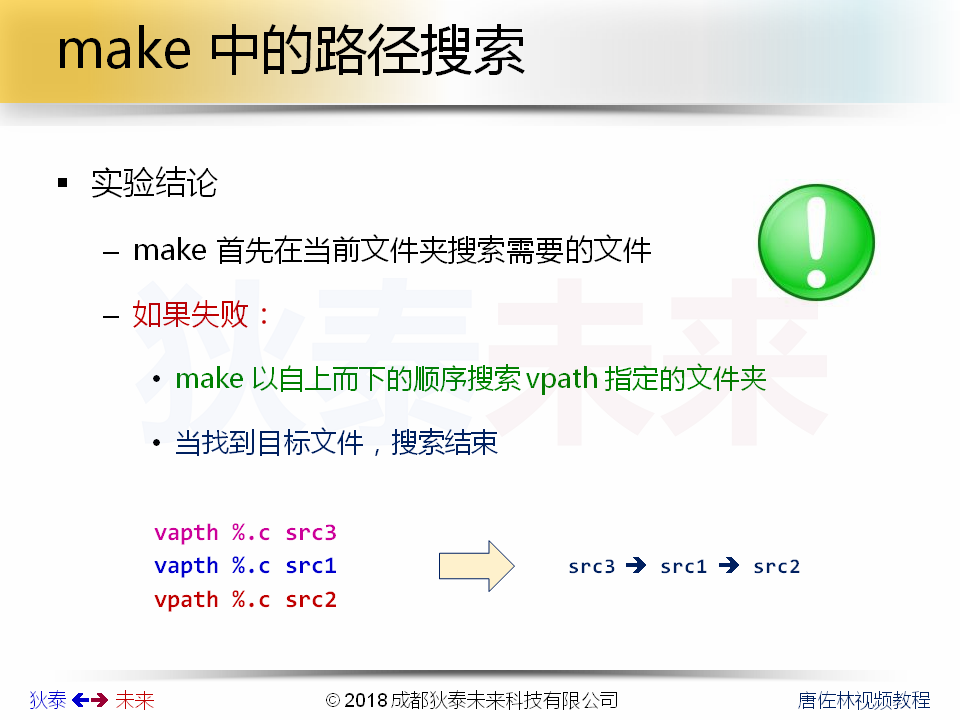 make 中的路径搜索
实验结论
make 首先在当前文件夹搜索需要的文件
如果失败：
make 以自上而下的顺序搜索 vpath 指定的文件夹
当找到目标文件，搜索结束
狄泰未来
vapth %.c src3
vapth %.c src1
vpath %.c src2
src3 → src1 → src2
狄泰 未来
© 2018 成都狄泰未来科技有限公司
唐佐林视频教程